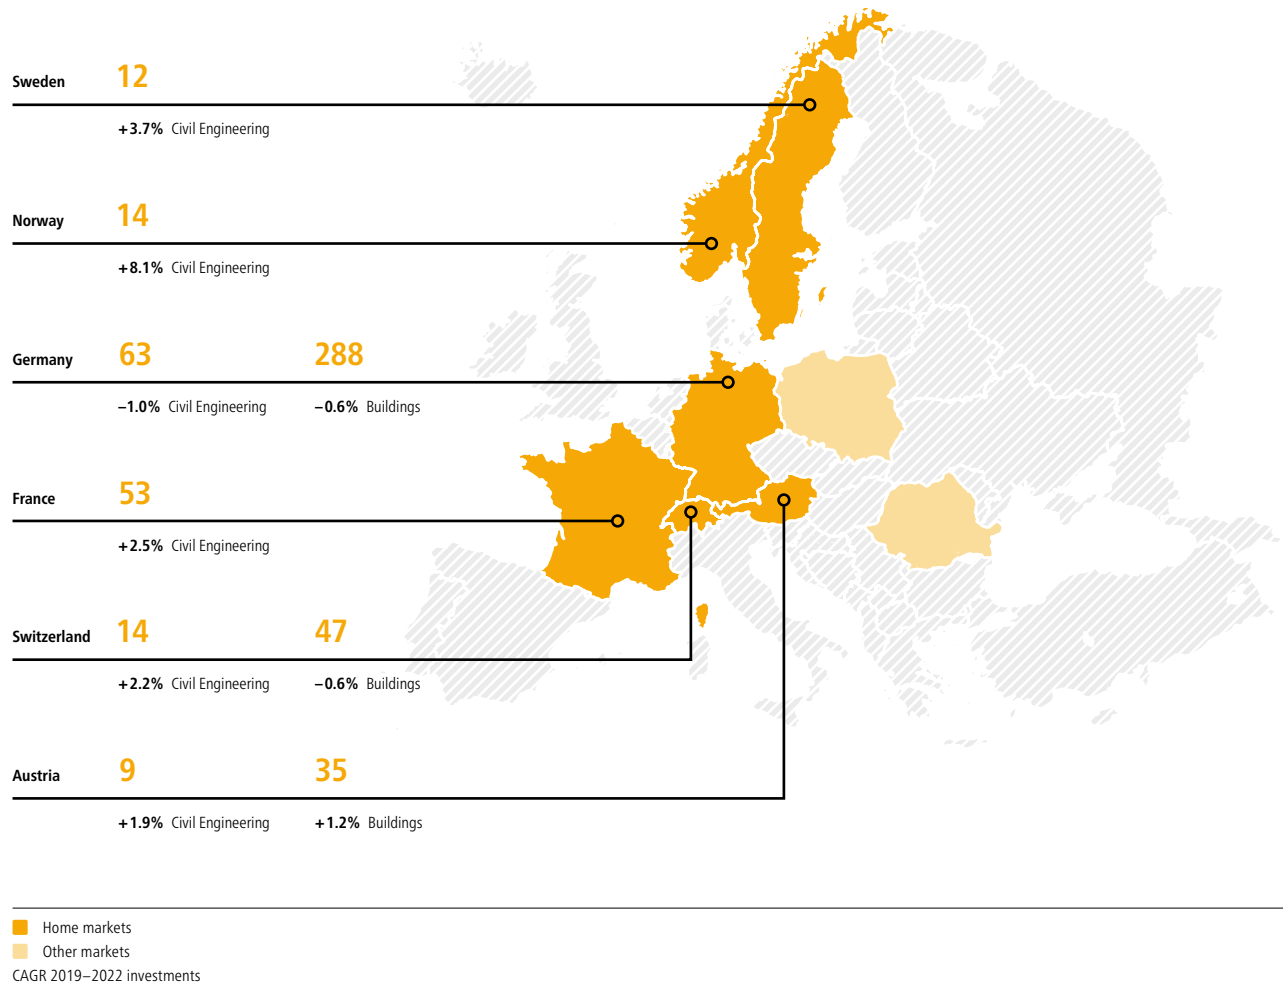 Sweden 12
+3.7% Civil Engineering
Norway 14
+8.1% Civil Engineering
Germany 63 288
–1.0% Civil Engineering –0.6% Buildings
France 53
+2.5% Civil Engineering
Switzerland 14 47
+2.2% Civil Engineering –0.6% Buildings
Austria 9 35
+1.9% Civil Engineering +1.2% Buildings
Home markets
Other markets
CAGR 2019–2022 investments